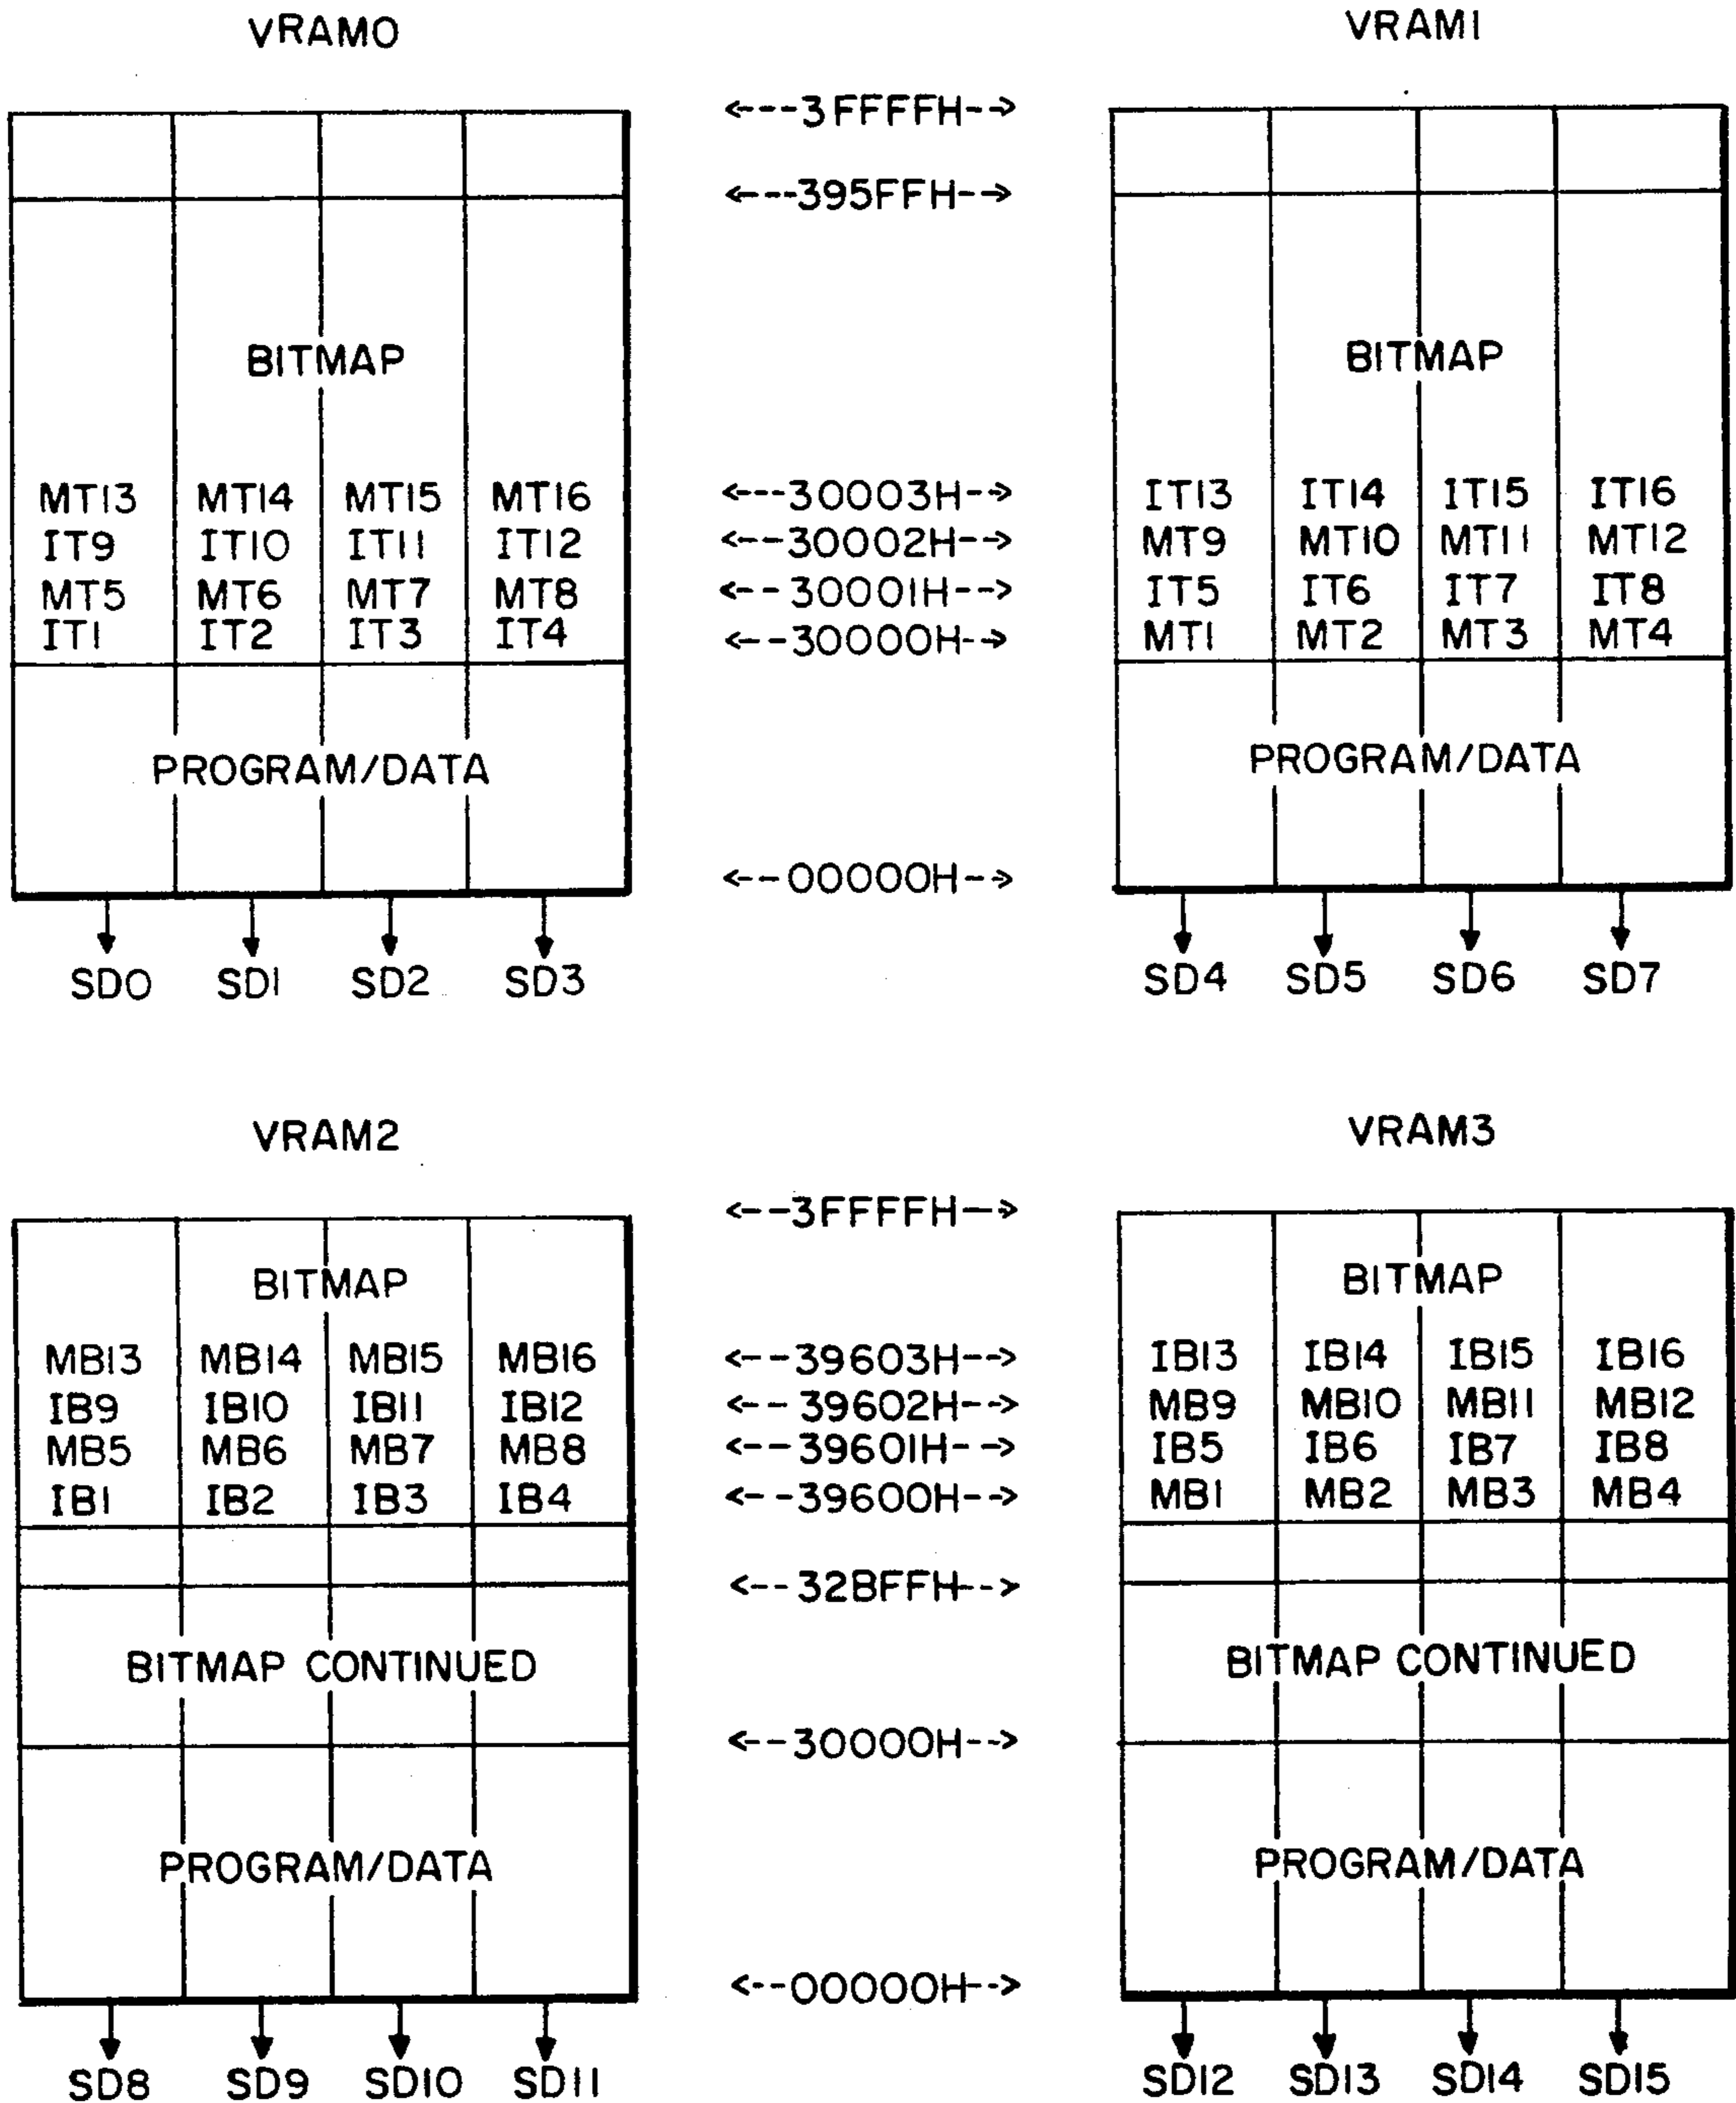 VRAM0 VRAM1
<---3FFFFH--> 
<---395FFH-->
BITMAP BITMAP
MT13 MT14 MT15 MT16 <---30003H--> IT13 IT14 IT15 IT16
IT9 IT10 IT11 IT12 <---30002H--> MT9 MT10 MT11 MT12
MT5 MT6 MT7 MT8 <--30001H--> IT5 IT6 IT7 IT8
IT1 IT2 IT3 IT4 <--30000H--> MT1 MT2 MT3 MT4
PROGRAM/DATA PROGRAM/DATA
<--00000H-->
SD0 SD1 SD2 SD3 SD4 SD5 SD6 SD7
VRAM2 VRAM3
<--3FFFFH-->
BITMAP BITMAP
MB13 MB14 MB15 MB16 <--39603H--> IB13 IB14 IB15 IB16
IB9 IB10 IB11 IB12 <--39602H--> MB9 MB10 MB11 MB12
MB5 MB6 MB7 MB8 <--39601H--> IB5 IB6 IB7 IB8
IB1 IB2 IB3 IB4 <--39600H--> MB1 MB2 MB3 MB4
<--32BFFH-->
BITMAP CONTINUED BITMAP CONTINUED
<--30000H-->
PROGRAM/DATA PROGRAM/DATA
<--00000H-->
SD8 SD9 SD10 SD11 SD12 SD13 SD14 SD15